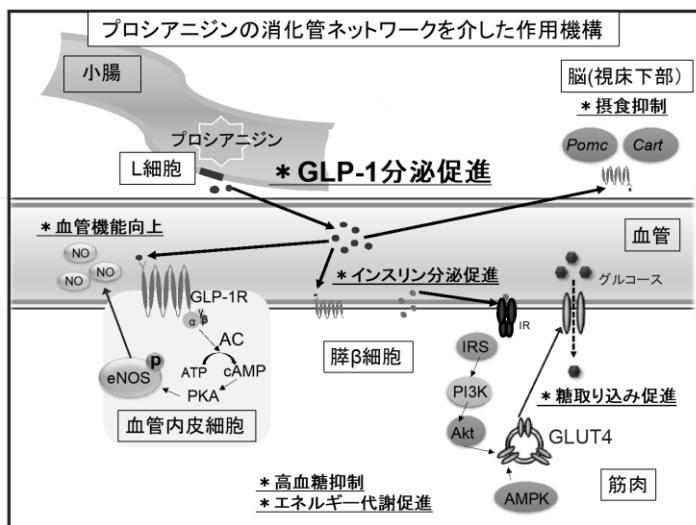 プロシアニジンの消化管ネットワークを介した作用機構
小腸
プロシアニジン
L細胞
脳(視床下部)
＊摂食抑制
Pomc
Cart
＊GLP-1分泌促進
血管
＊血管機能向上
NO
NO
NO
GLP-1R
α
β
γ
AC
ATP
cAMP
PKA
eNOS
p
血管内皮細胞
＊インスリン分泌促進
膵β細胞
グルコース
IR
IRS
PI3K
Akt
＊糖取り込み促進
GLUT4
AMPK
筋肉
＊高血糖抑制
＊エネルギー代謝促進